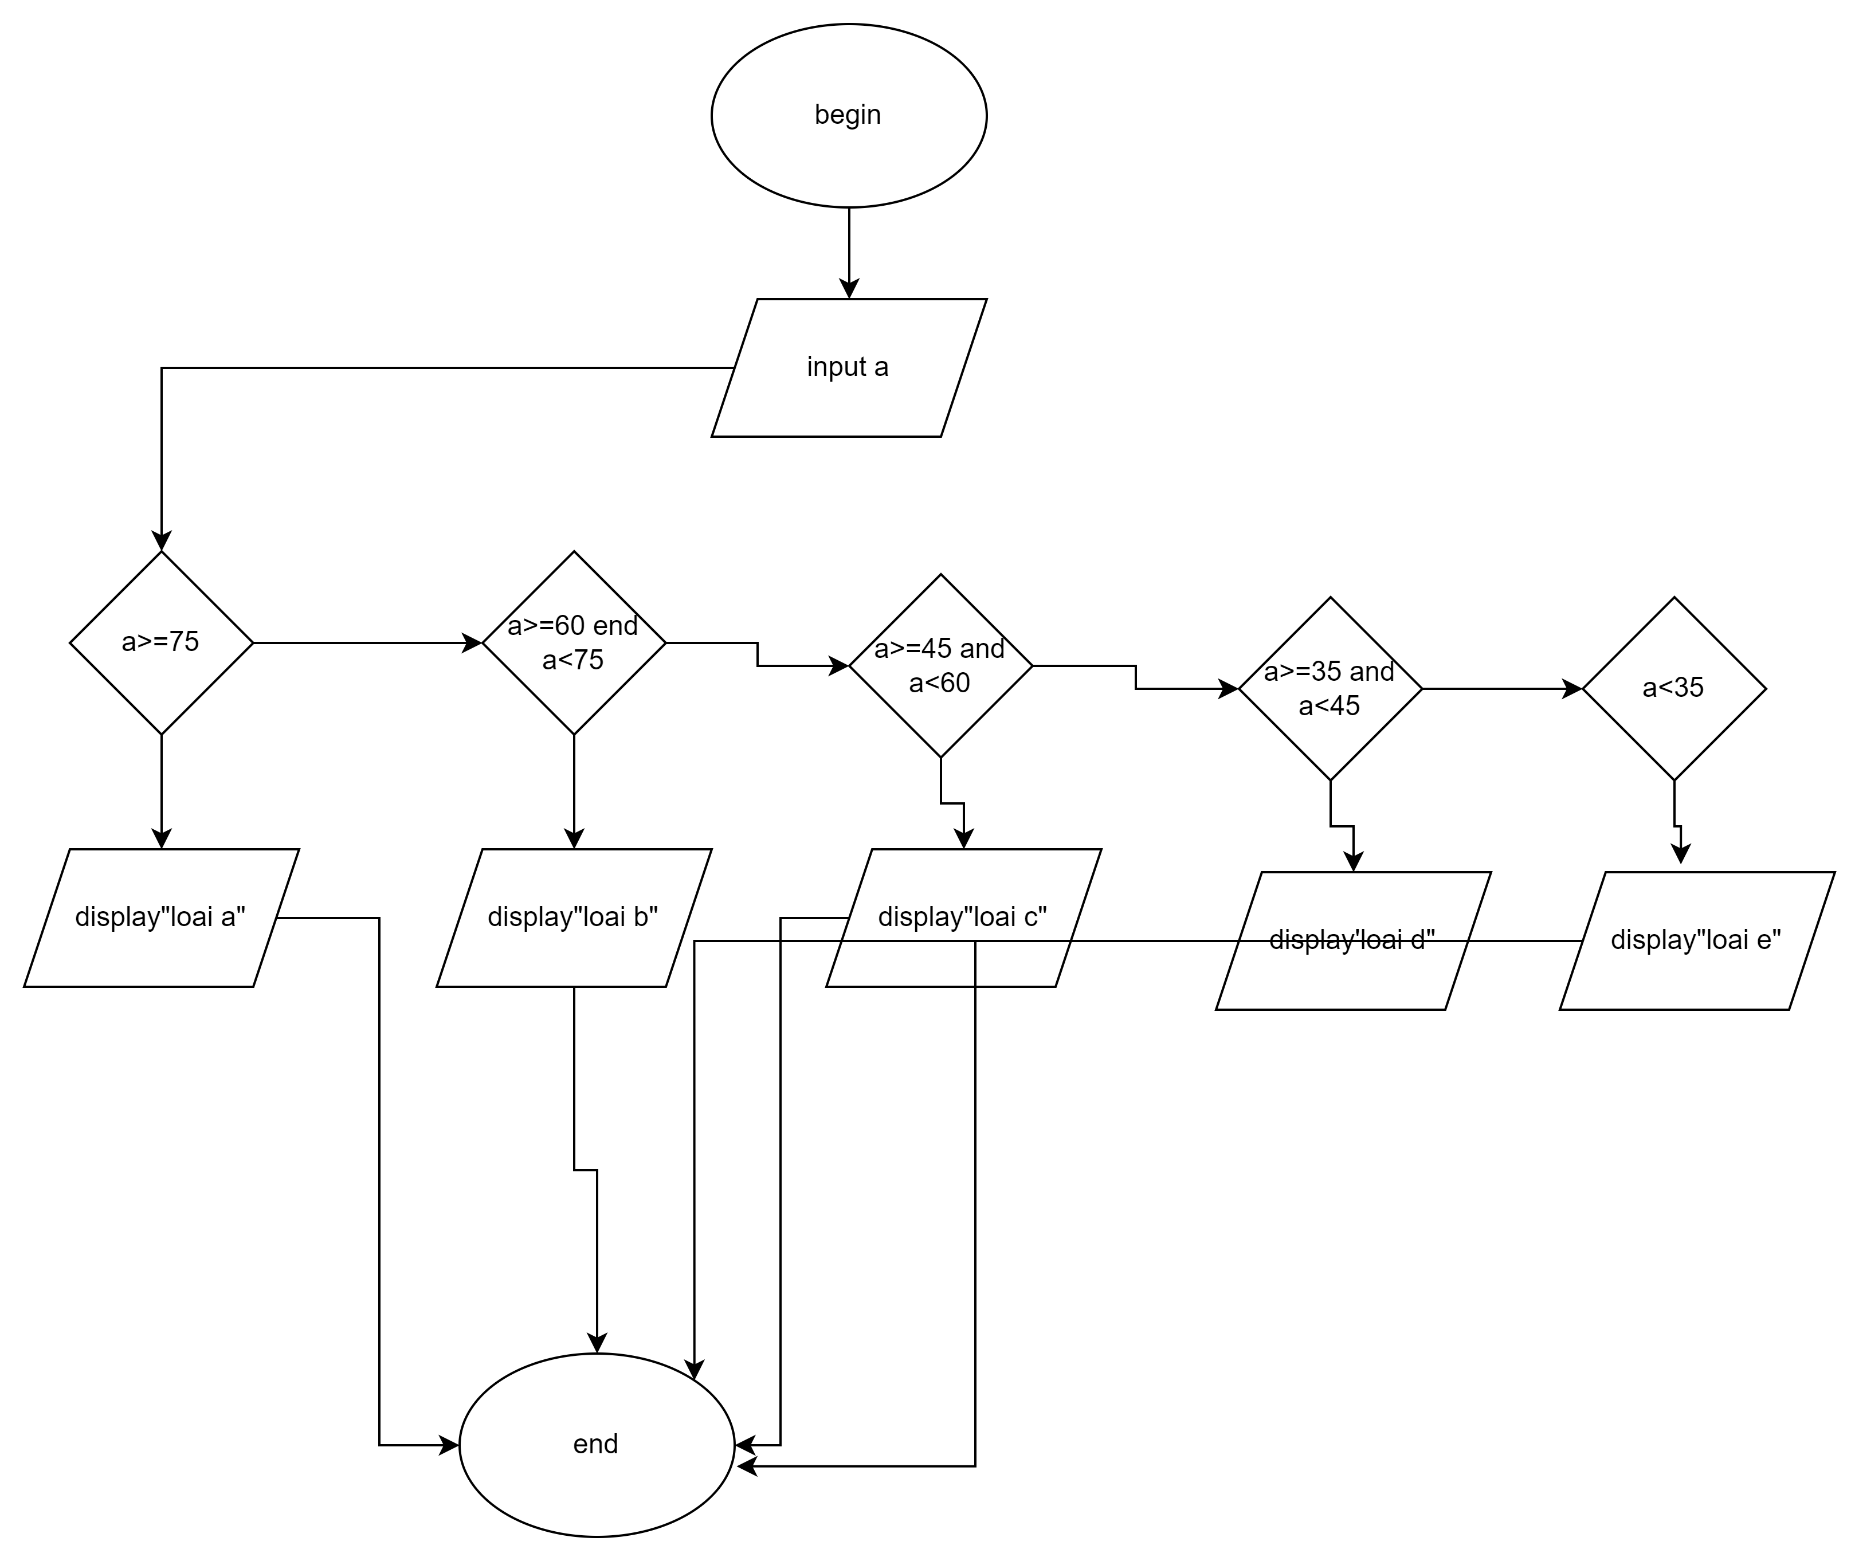 begin
input a
a>=75
a>=60 end
a<75
a>=45 and
a<60
a>=35 and
a<45
a<35
display"loai a"
display"loai b"
display"loai c"
display'loai d"
display"loai e"
end